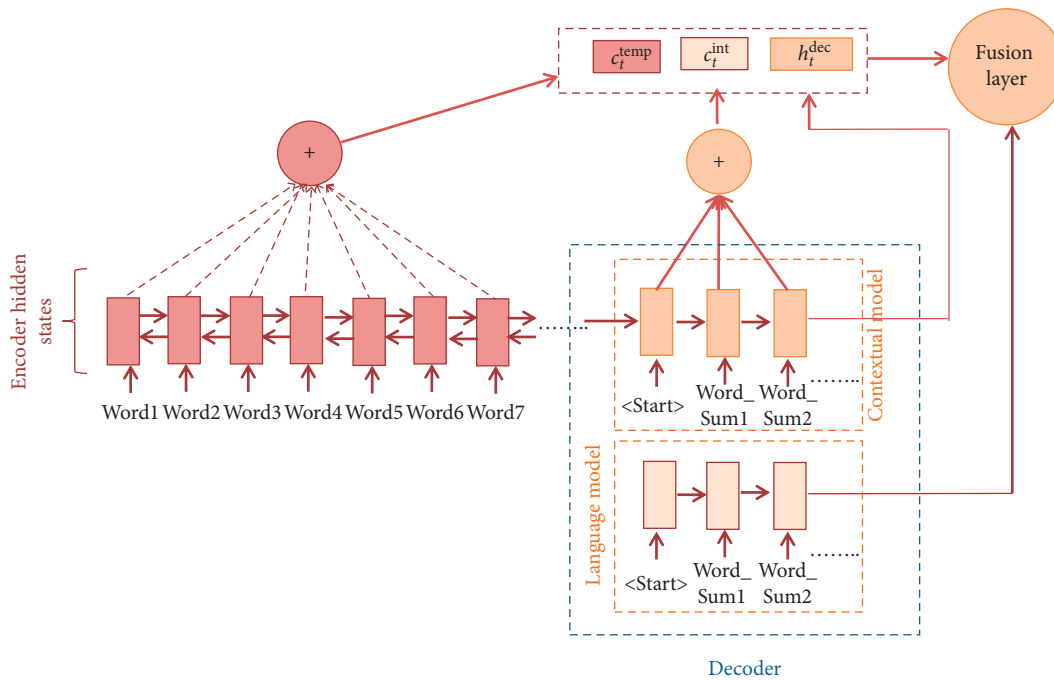 c_t^temp c_t^int h_t^dec
Fusion
layer
+
+
Encoder hidden
states
Word1 Word2 Word3 Word4 Word5 Word6 Word7
........
<Start>
Word_
Sum1
Word_
Sum2
........
Contextual model
Language model
<Start>
Word_
Sum1
Word_
Sum2
........
Decoder